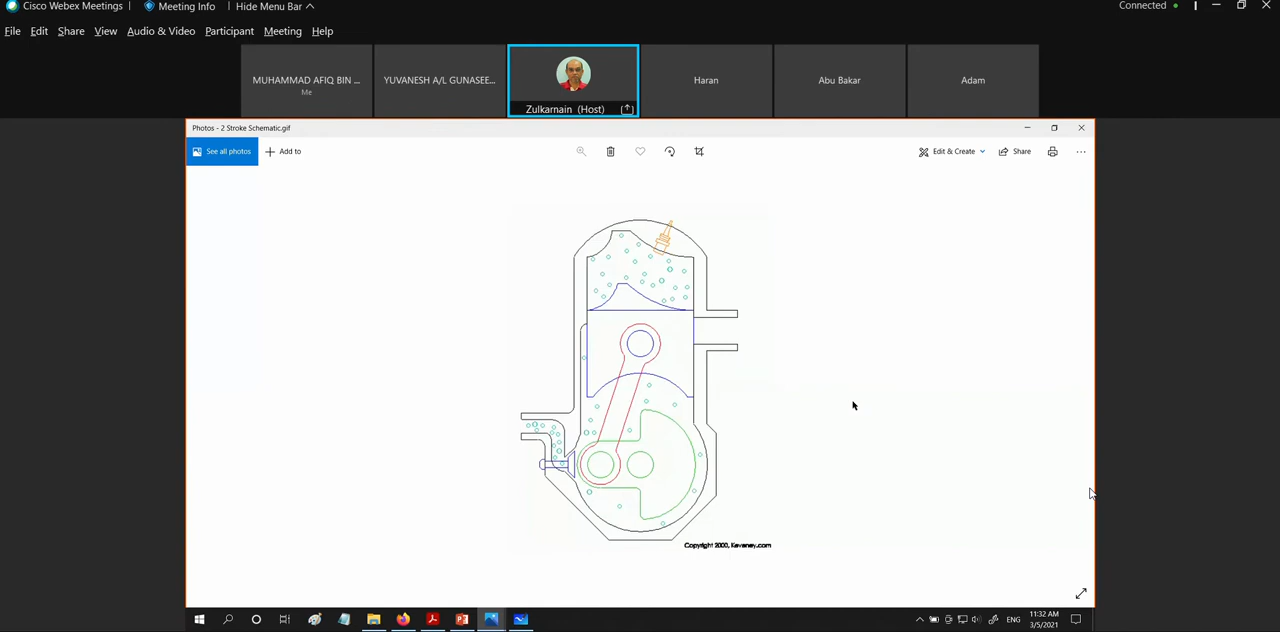 Cisco Webex Meetings | Meeting Info | Hide Menu Bar
Connected
File Edit Share View Audio & Video Participant Meeting Help
MUHAMMAD AFIQ BIN ...
Me
YUVANESH A/L GUNASEE...
Zulkarnain (Host)
Haran
Abu Bakar
Adam
Photos - 2 Stroke Schematic.gif
See all photos
Add to
Edit & Create
Share
Copyright 2000, Keveney.com
ENG
11:32 AM
3/5/2021